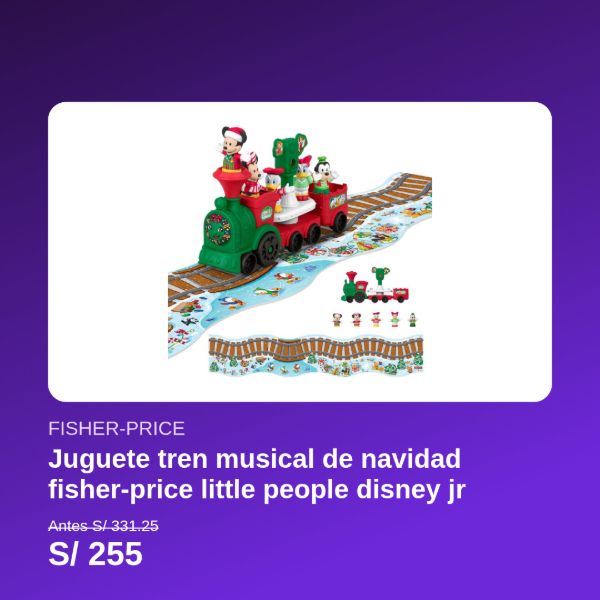 FISHER-PRICE
Juguete tren musical de navidad
fisher-price little people disney jr
Antes S/ 331.25
S/ 255